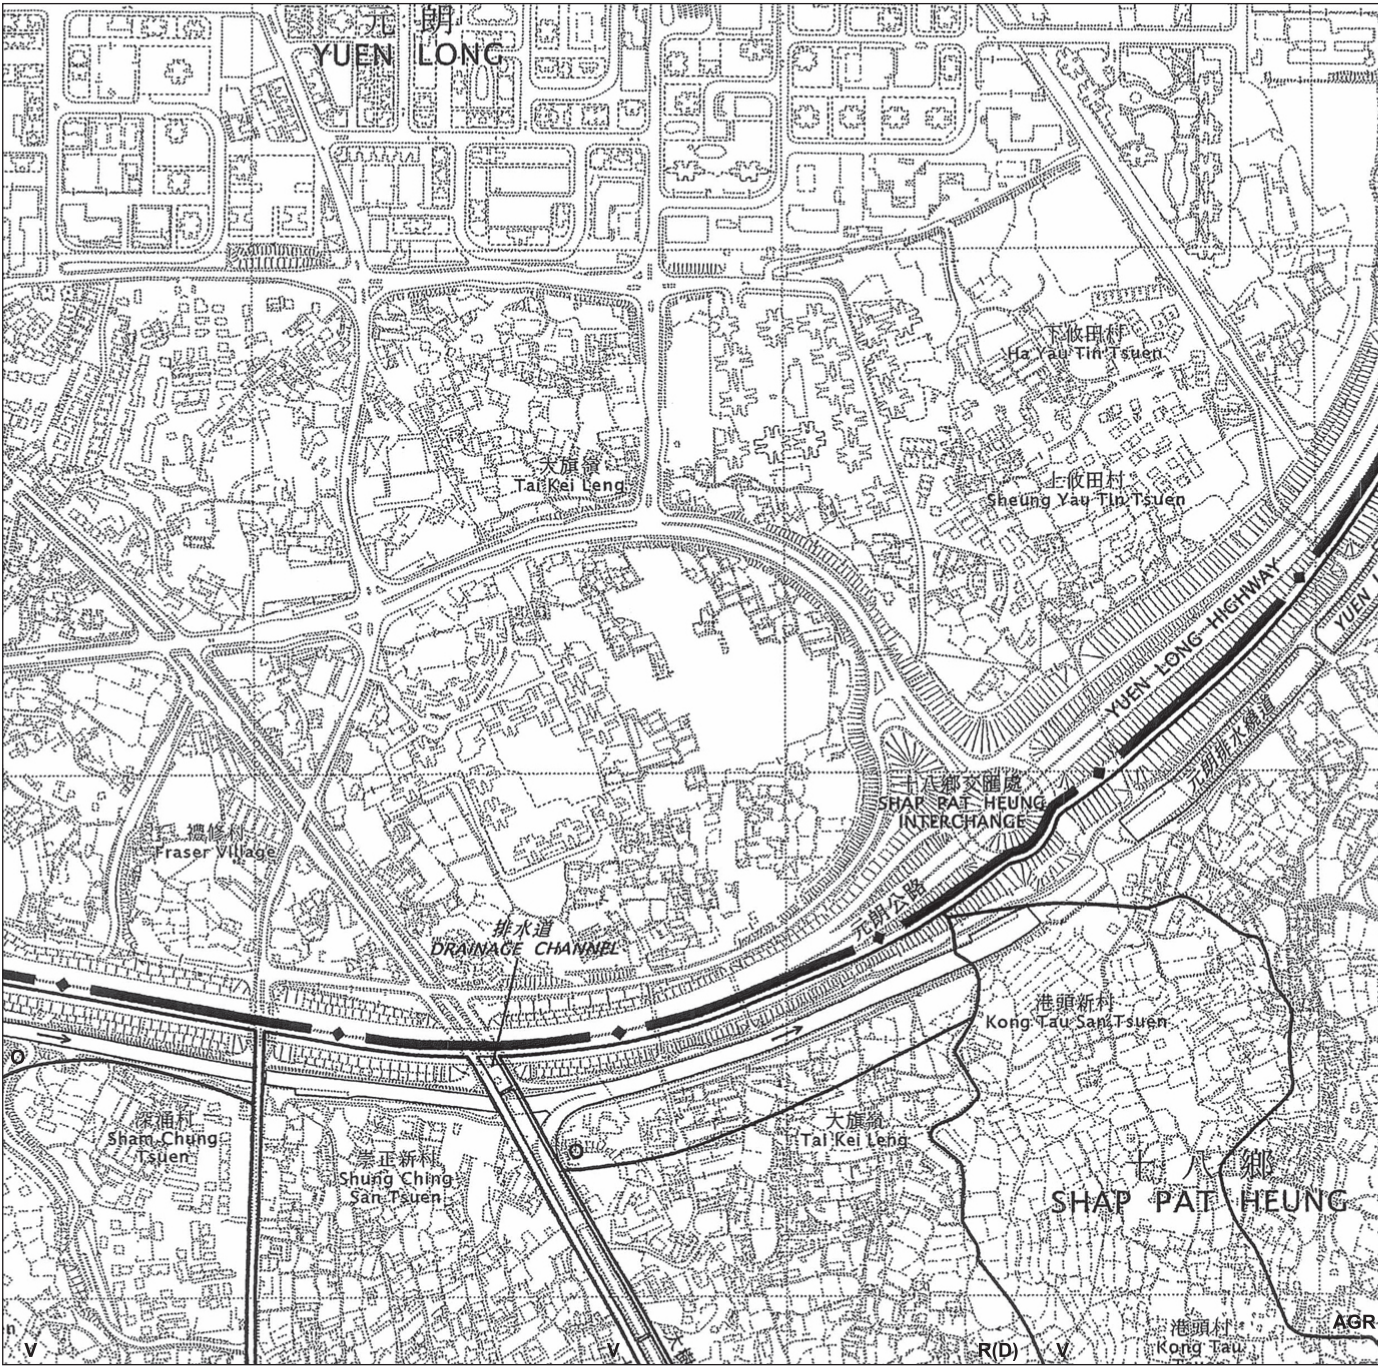 元 朗
YUEN LONG
下攸田村
Ha Yau Tin Tsuen
大旗嶺
Tai Kei Leng
上攸田村
Sheung Yau Tin Tsuen
YUEN LONG HIGHWAY
YUEN
元朗排水繞道
十八鄉交匯處
SHAP PAT HEUNG
INTERCHANGE
禮修村
Fraser Village
元朗公路
排水道
DRAINAGE CHANNEL
港頭新村
Kong Tau San Tsuen
O
深涌村
Sham Chung
Tsuen
大旗嶺
Tai Kei Leng
O
崇正新村
Shung Ching
San Tsuen
十 八 鄉
SHAP PAT HEUNG
港頭村
Kong Tau
AGR
V
V
R(D)
V